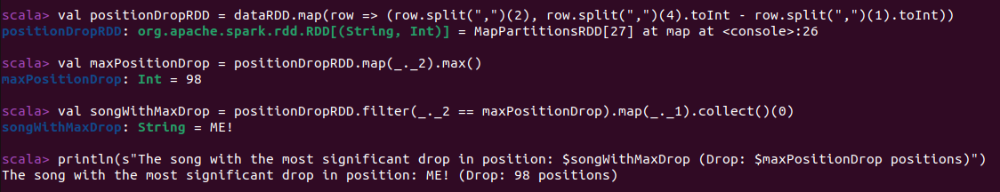 scala> val positionDropRDD = dataRDD.map(row => (row.split(",")(2), row.split(",")(4).toInt - row.split(",")(1).toInt))
positionDropRDD: org.apache.spark.rdd.RDD[(String, Int)] = MapPartitionsRDD[27] at map at <console>:26
scala> val maxPositionDrop = positionDropRDD.map(_._2).max()
maxPositionDrop: Int = 98
scala> val songWithMaxDrop = positionDropRDD.filter(_._2 == maxPositionDrop).map(_._1).collect()(0)
songWithMaxDrop: String = ME!
scala> println(s"The song with the most significant drop in position: $songWithMaxDrop (Drop: $maxPositionDrop positions)")
The song with the most significant drop in position: ME! (Drop: 98 positions)